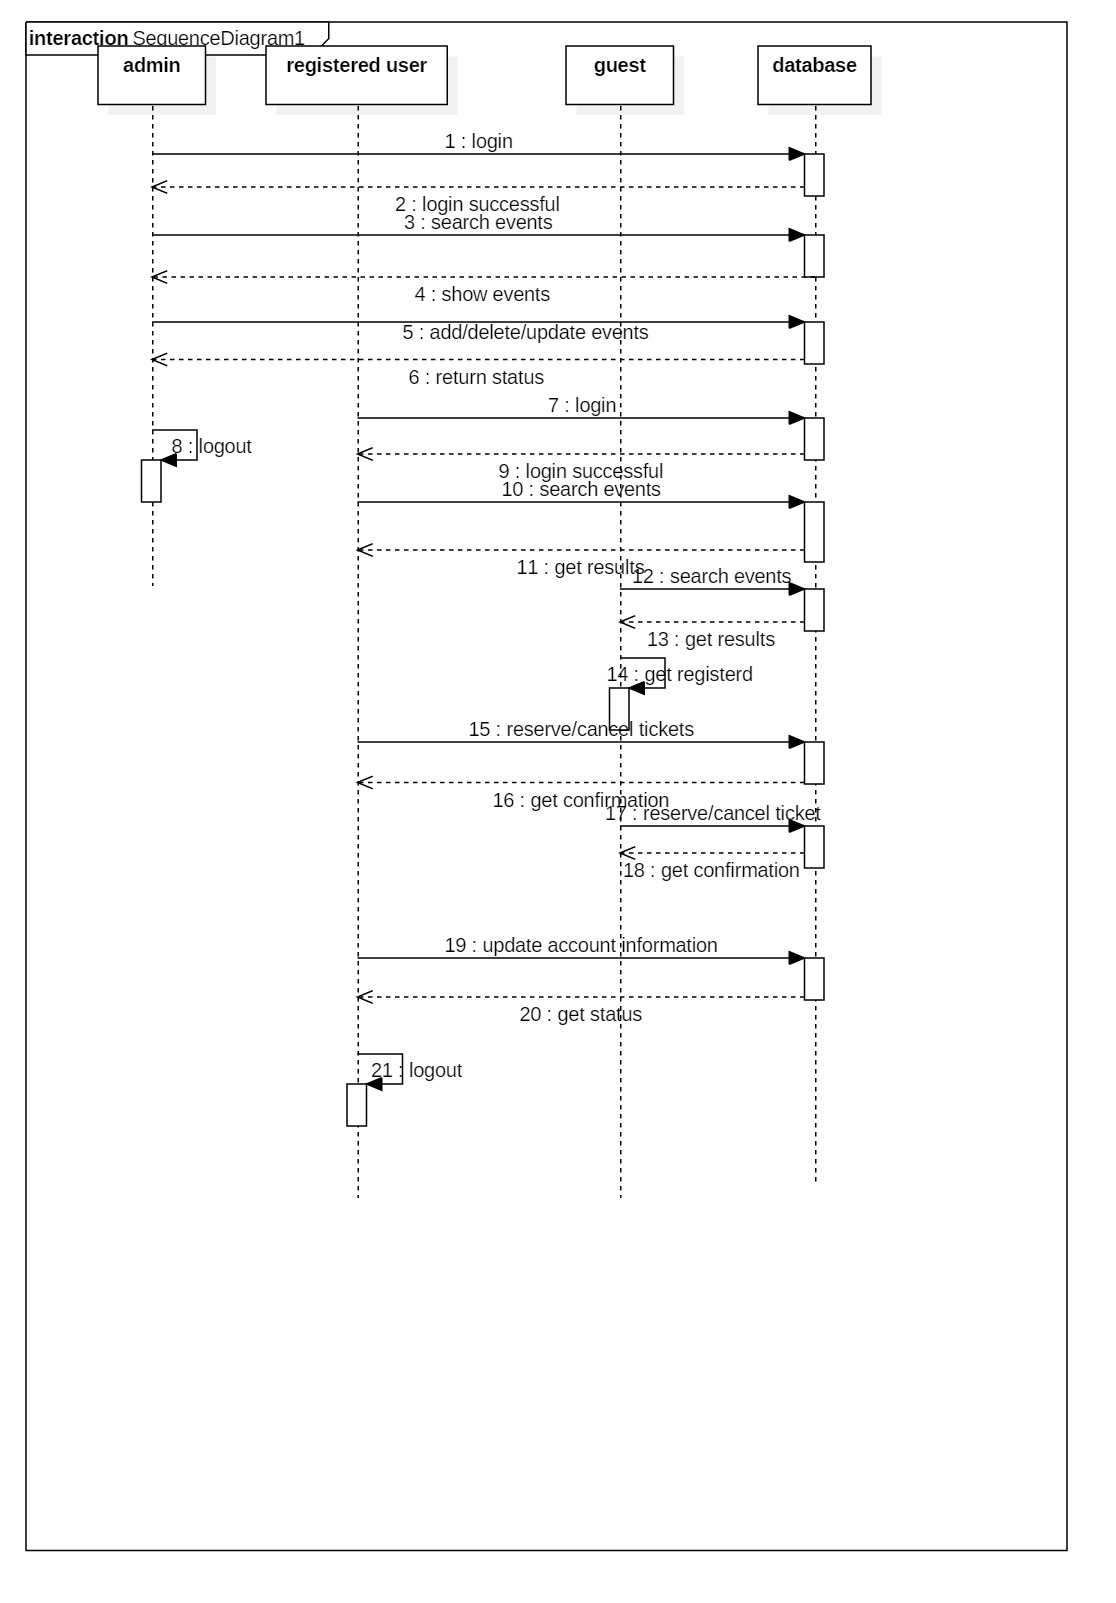 interaction SequenceDiagram1
admin
registered user
guest
database
1 : login
2 : login successful
3 : search events
4 : show events
5 : add/delete/update events
6 : return status
7 : login
8 : logout
9 : login successful
10 : search events
11 : get results
12 : search events
13 : get results
14 : get registerd
15 : reserve/cancel tickets
16 : get confirmation
17 : reserve/cancel ticket
18 : get confirmation
19 : update account information
20 : get status
21 : logout